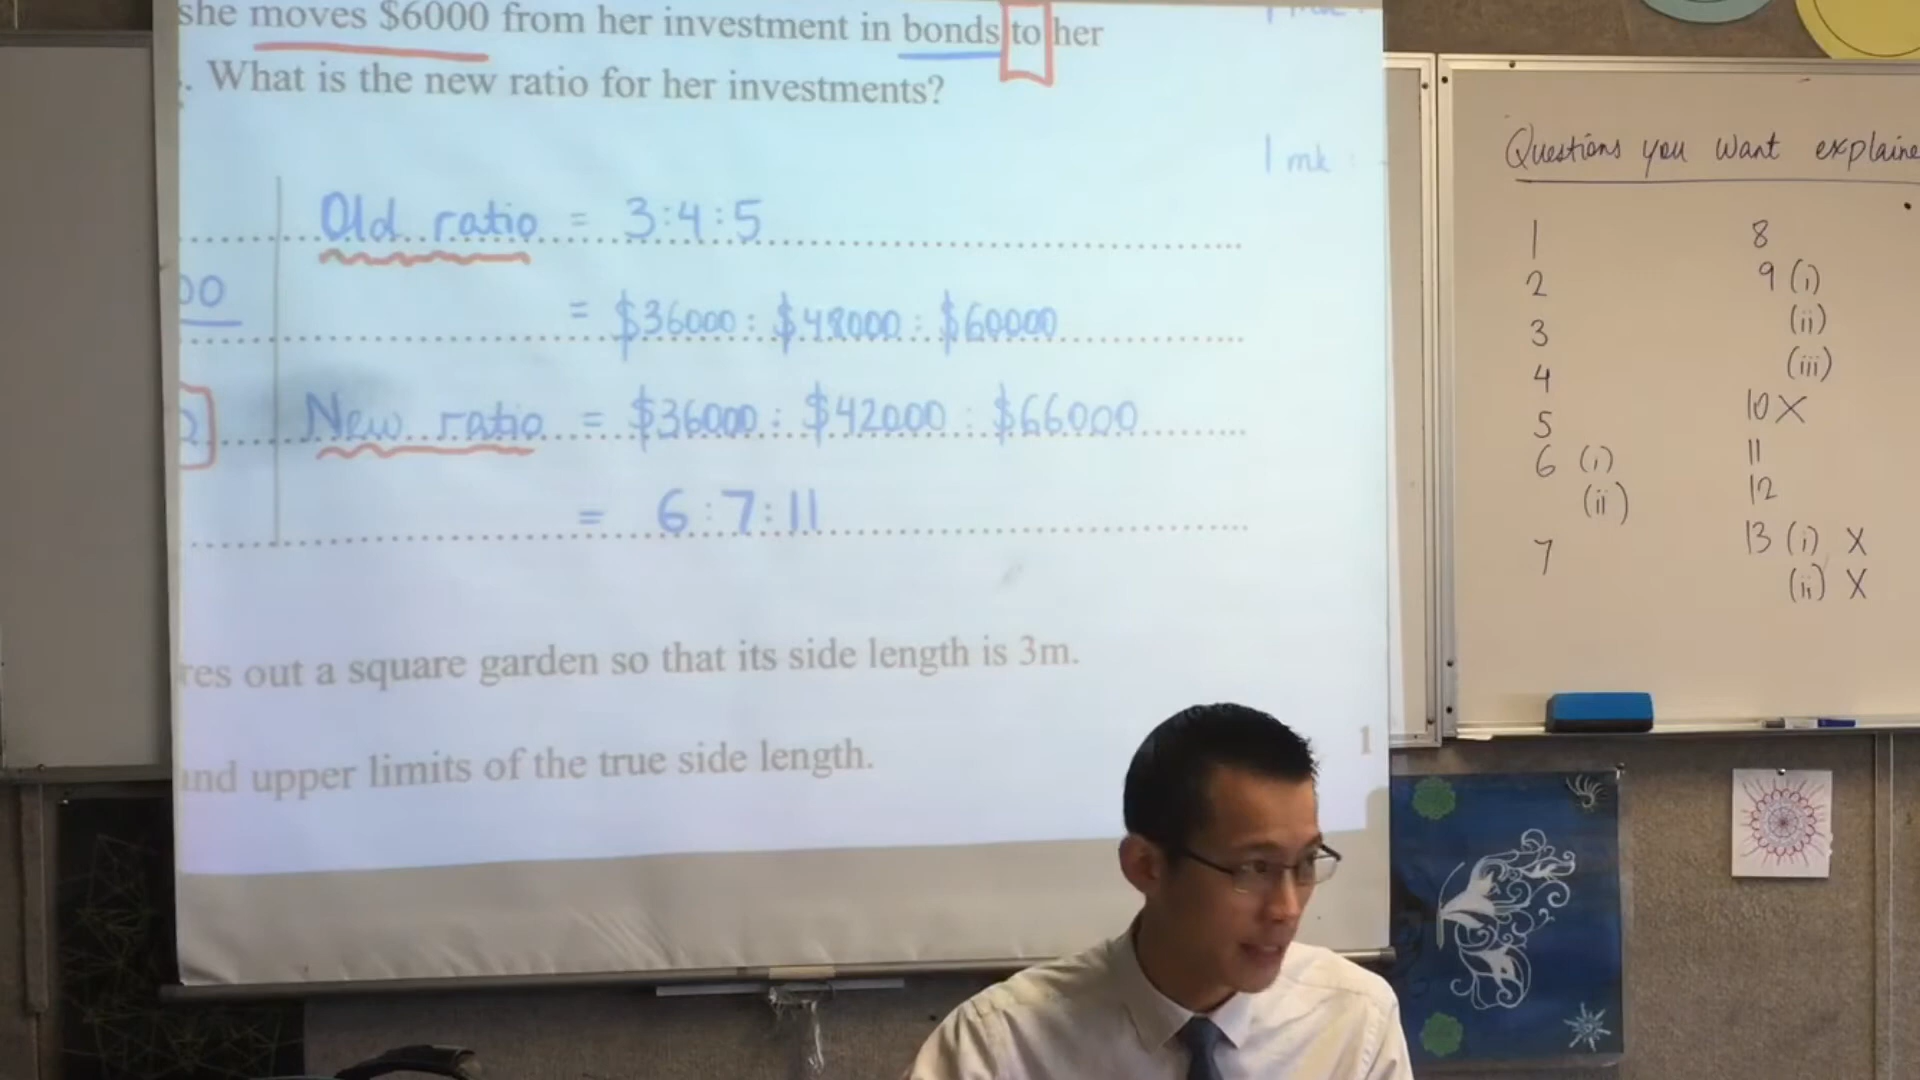 she moves $6000 from her investment in bonds to her
. What is the new ratio for her investments?
1 mk
Old ratio = 3:4:5
00
= $36000 : $48000 : $60000
New ratio = $36000 : $42000 : $66000
= 6:7:11
res out a square garden so that its side length is 3m.
and upper limits of the true side length.
1
Questions you want explaine
1
2
3
4
5
6 (i)
(ii)
7
8
9 (i)
(ii)
(iii)
10 X
11
12
13 (i) X
(ii) X